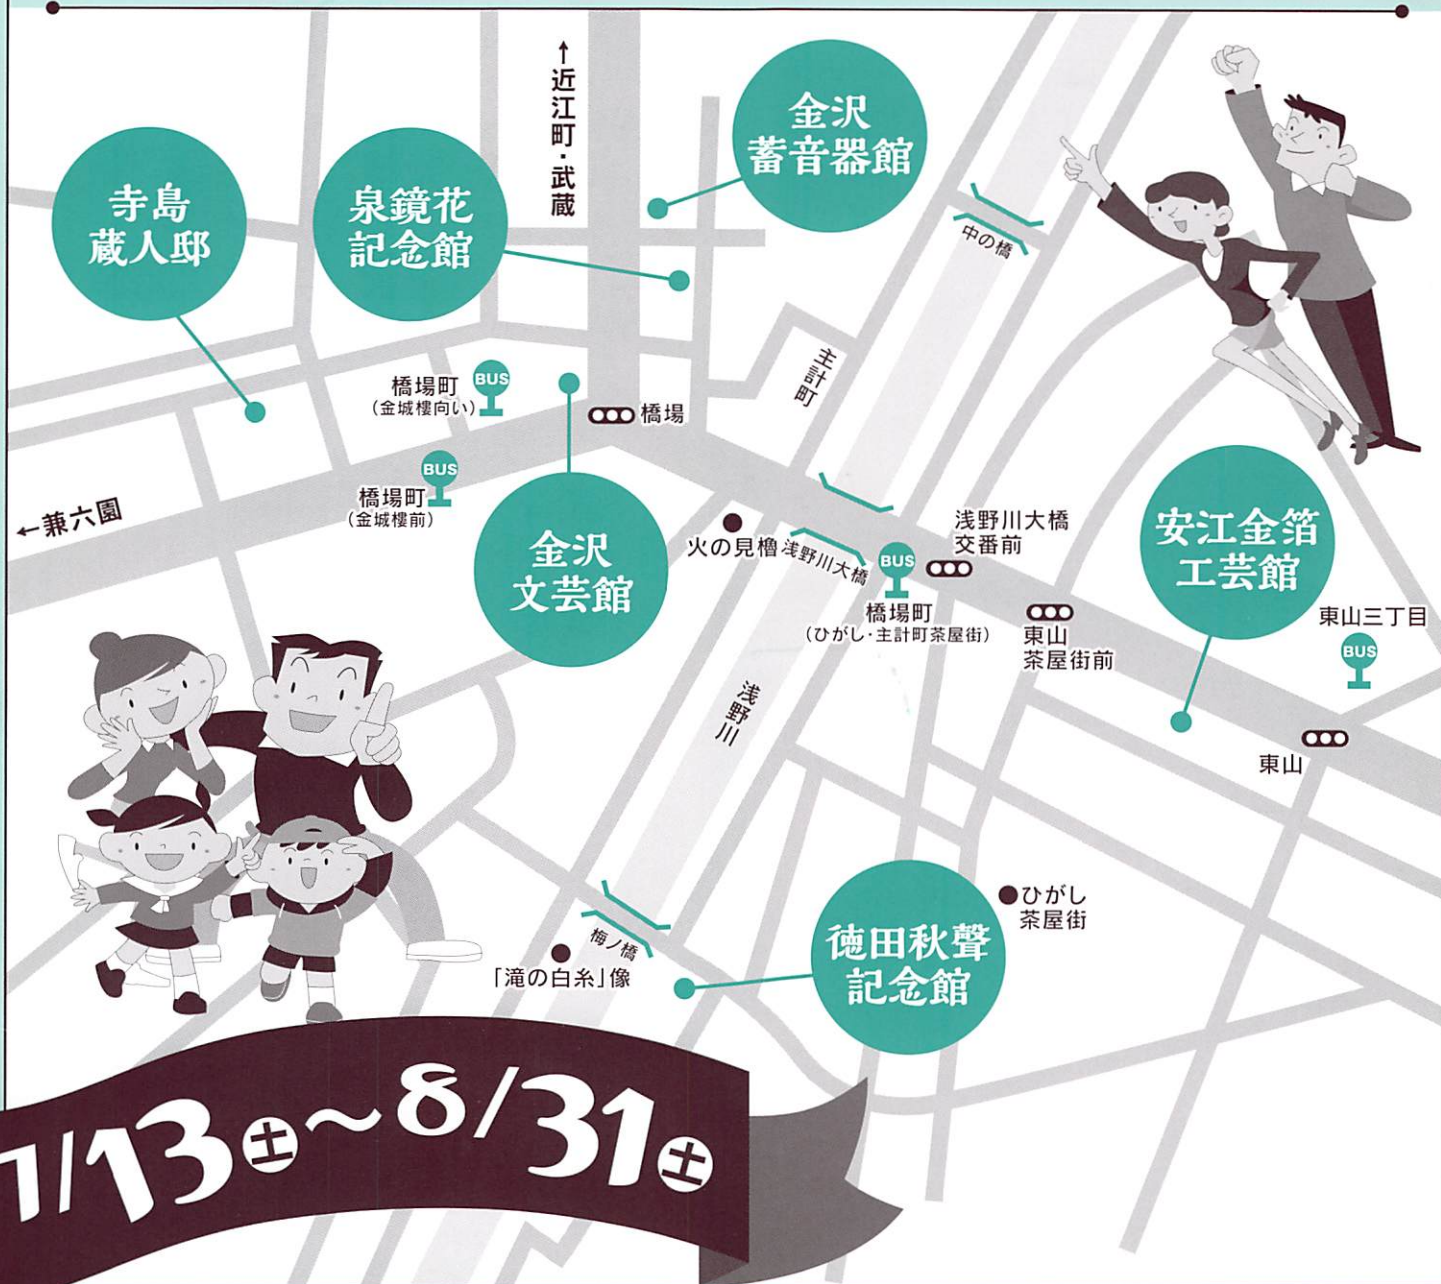 ↑近江町・武蔵
金沢
蓄音器館
寺島
蔵人邸
泉鏡花
記念館
中の橋
主計町
橋場町
(金城樓向い)
BUS
橋場
BUS
橋場町
(金城樓前)
←兼六園
金沢
文芸館
火の見櫓
浅野川大橋
BUS
橋場町
(ひがし・主計町茶屋街)
浅野川大橋
交番前
東山
茶屋街前
安江金箔
工芸館
東山三丁目
BUS
東山
浅野川
梅ノ橋
「滝の白糸」像
徳田秋聲
記念館
ひがし
茶屋街
7/13土〜8/31土